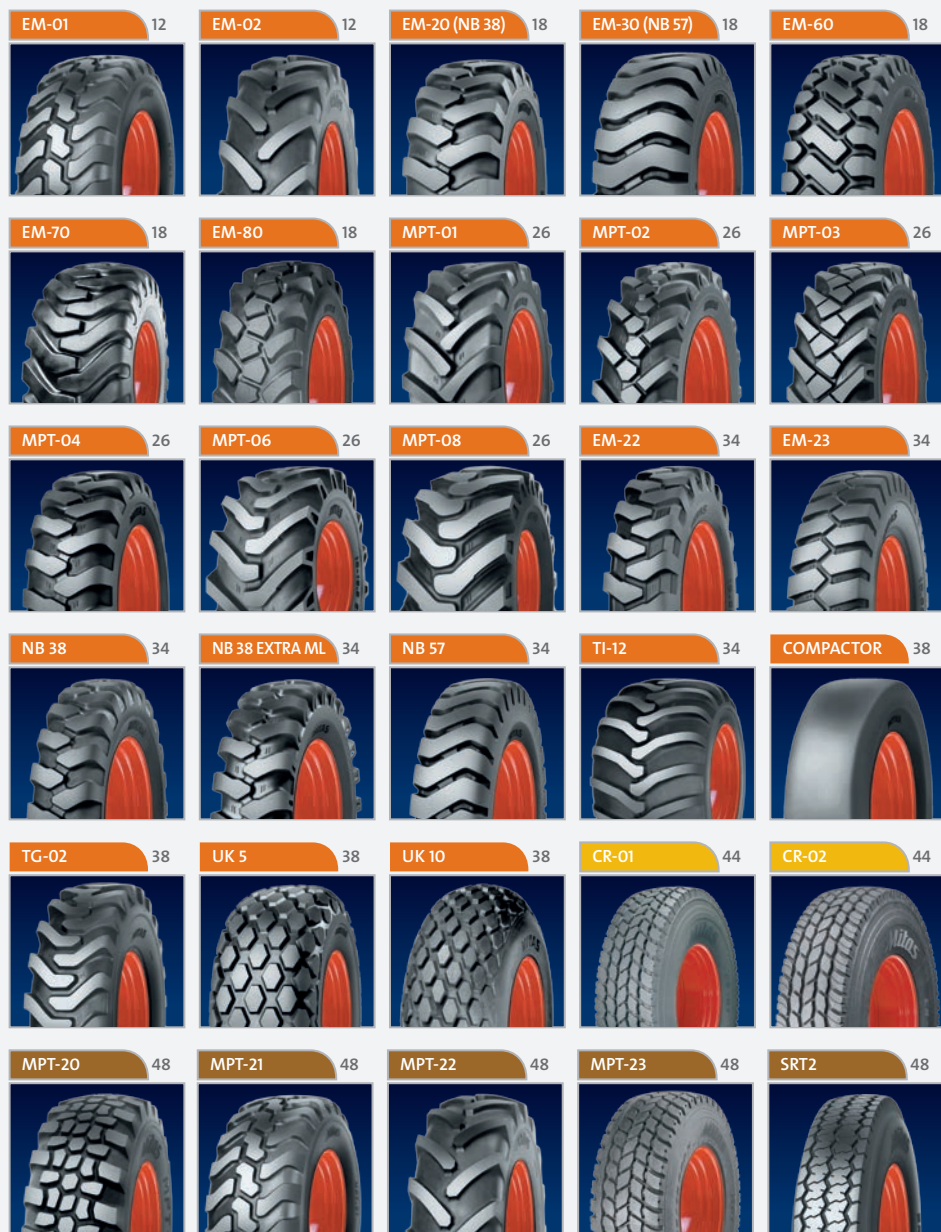 EM-01 12 EM-02 12 EM-20 (NB 38) 18 EM-30 (NB 57) 18 EM-60 18
EM-70 18 EM-80 18 MPT-01 26 MPT-02 26 MPT-03 26
MPT-04 26 MPT-06 26 MPT-08 26 EM-22 34 EM-23 34
NB 38 34 NB 38 EXTRA ML 34 NB 57 34 TI-12 34 COMPACTOR 38
TG-02 38 UK 5 38 UK 10 38 CR-01 44 CR-02 44
Mitas
MPT-20 48 MPT-21 48 MPT-22 48 MPT-23 48 SRT2 48